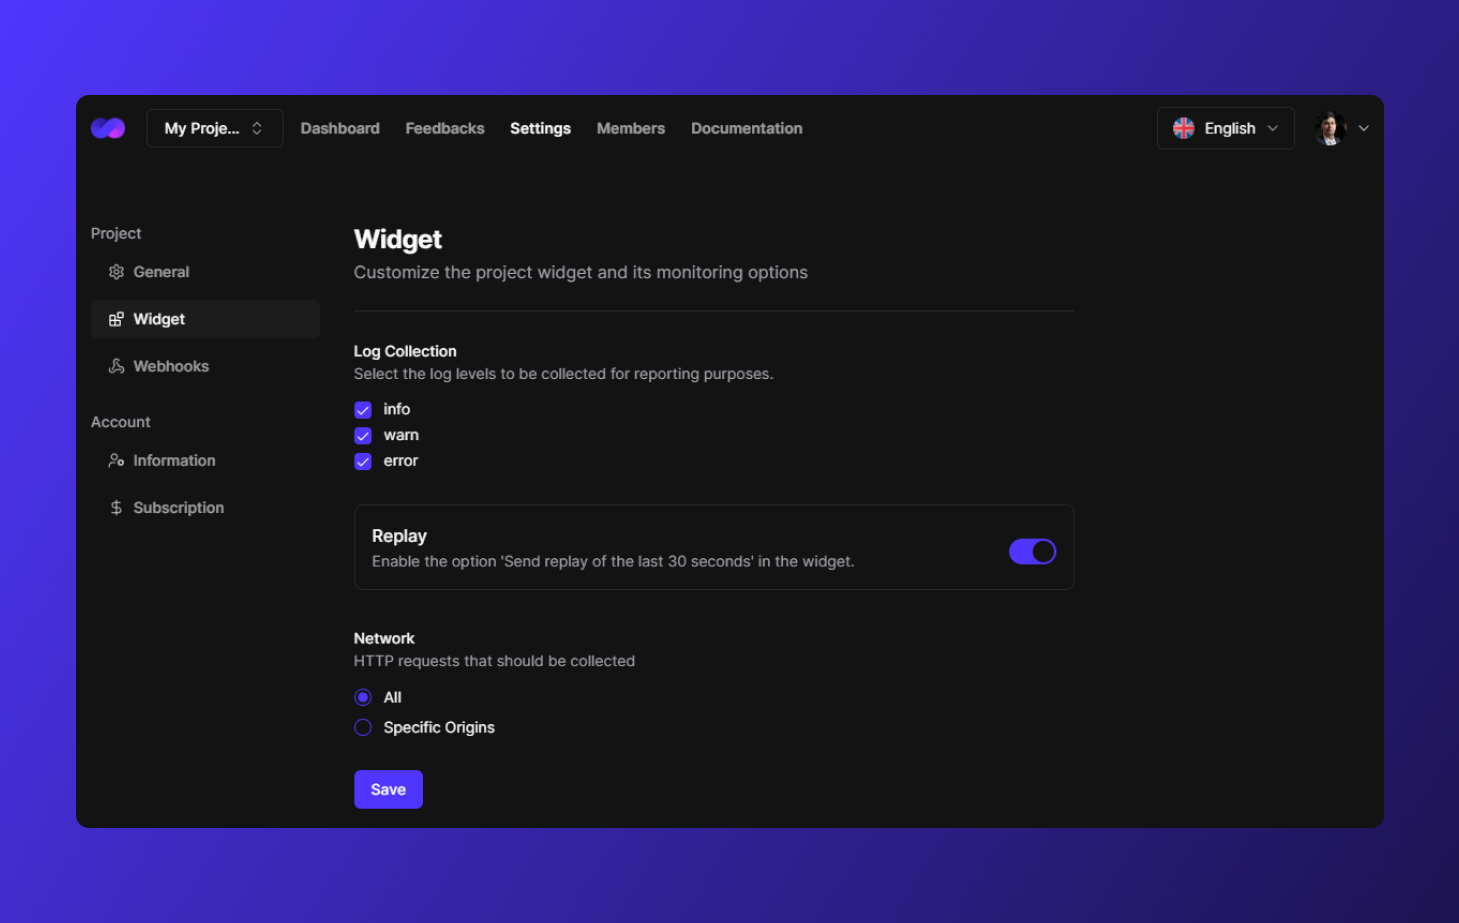 My Proje...
Dashboard
Feedbacks
Settings
Members
Documentation
English
Project
General
Widget
Webhooks
Account
Information
Subscription
Widget
Customize the project widget and its monitoring options
Log Collection
Select the log levels to be collected for reporting purposes.
info
warn
error
Replay
Enable the option 'Send replay of the last 30 seconds' in the widget.
Network
HTTP requests that should be collected
All
Specific Origins
Save